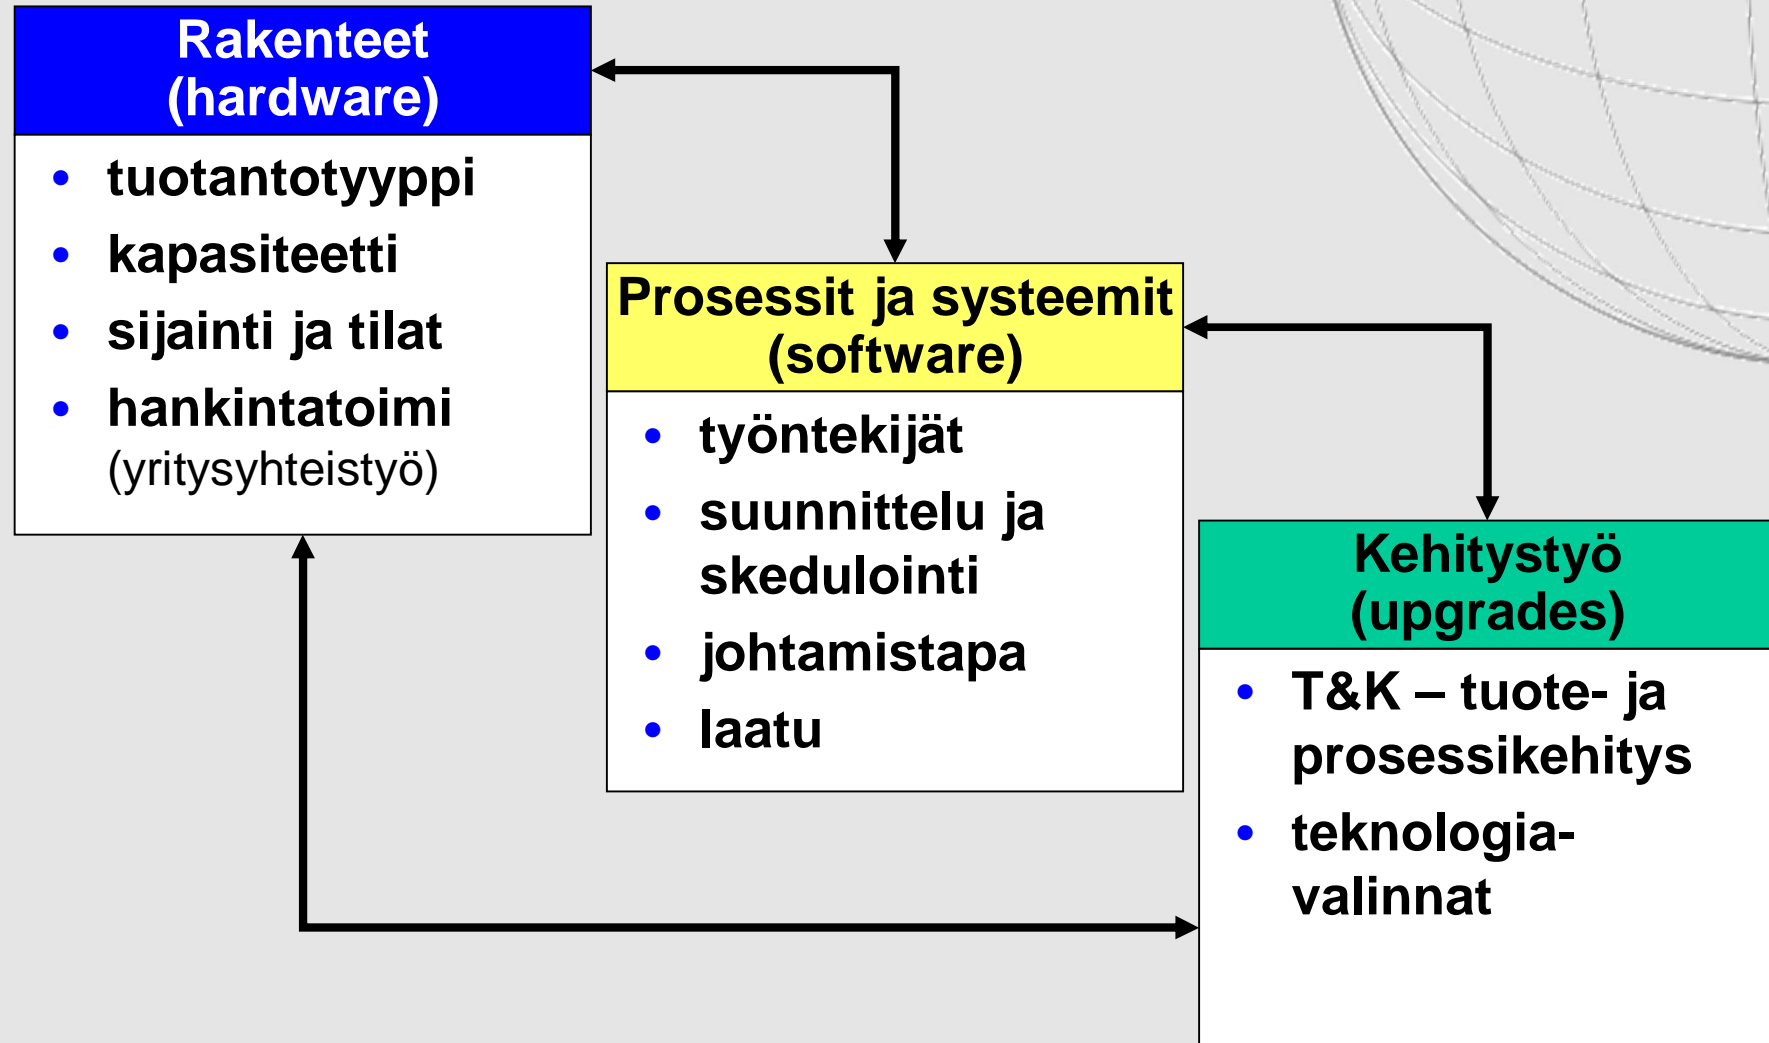 Rakenteet
(hardware)
• tuotantotyyppi
• kapasiteetti
• sijainti ja tilat
• hankintatoimi
(yritysyhteistyö)
Prosessit ja systeemit
(software)
• työntekijät
• suunnittelu ja
skedulointi
• johtamistapa
• laatu
Kehitystyö
(upgrades)
• T&K – tuote- ja
prosessikehitys
• teknologia-
valinnat